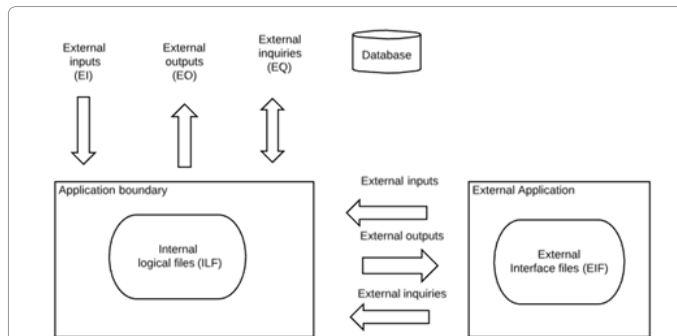 External
inputs
(EI)
External
outputs
(EO)
External
inquiries
(EQ)
Database
Application boundary
Internal
logical files (ILF)
External inputs
External outputs
External inquiries
External Application
External
Interface files (EIF)